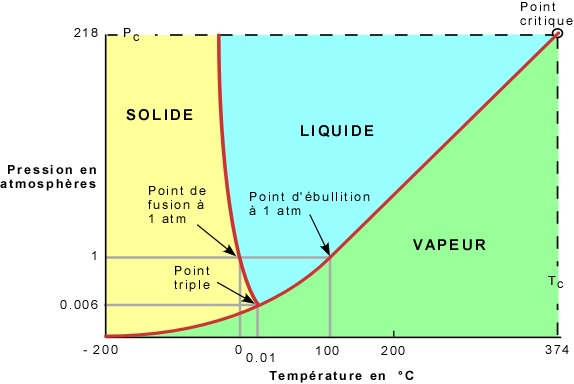 Point
critique
218
Pc
SOLIDE
LIQUIDE
Pression en
atmosphères
Point de
fusion à
1 atm
Point d'ébullition
à 1 atm
VAPEUR
1
Point
triple
Tc
0.006
- 200
0
0.01
100
200
374
Température en °C